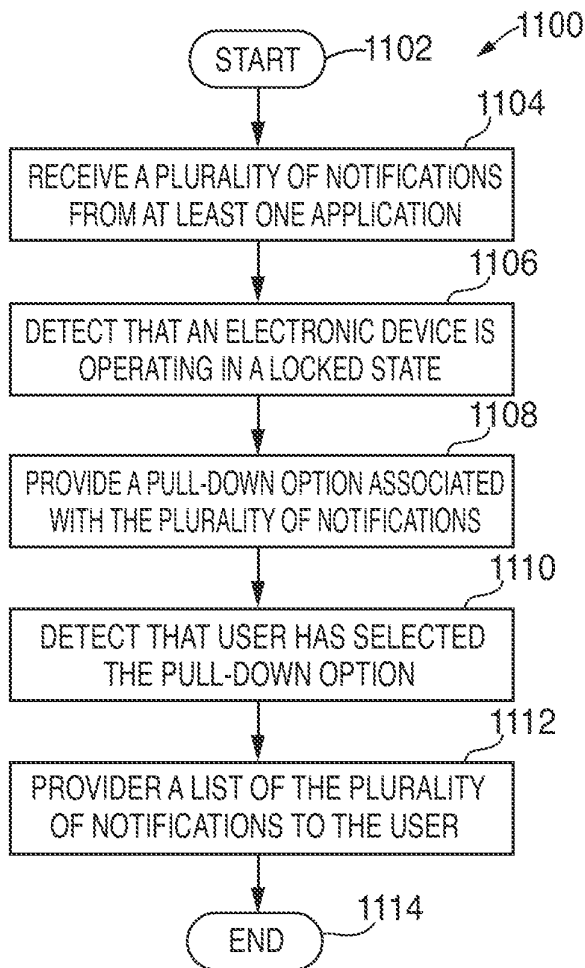 1100
START
1102
1104
RECEIVE A PLURALITY OF NOTIFICATIONS
FROM AT LEAST ONE APPLICATION
1106
DETECT THAT AN ELECTRONIC DEVICE IS
OPERATING IN A LOCKED STATE
1108
PROVIDE A PULL-DOWN OPTION ASSOCIATED
WITH THE PLURALITY OF NOTIFICATIONS
1110
DETECT THAT USER HAS SELECTED
THE PULL-DOWN OPTION
1112
PROVIDER A LIST OF THE PLURALITY
OF NOTIFICATIONS TO THE USER
1114
END